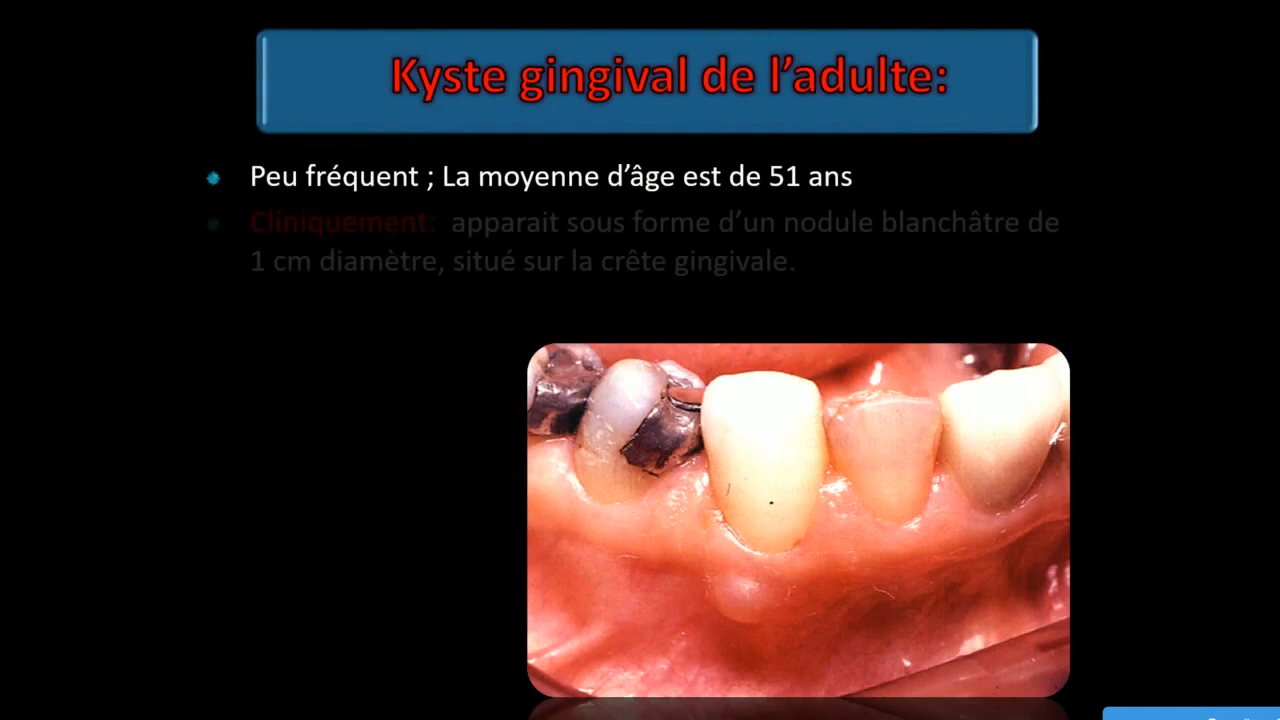 Kyste gingival de l’adulte:
Peu fréquent ; La moyenne d’âge est de 51 ans
Cliniquement: apparait sous forme d’un nodule blanchâtre de
1 cm diamètre, situé sur la crête gingivale.